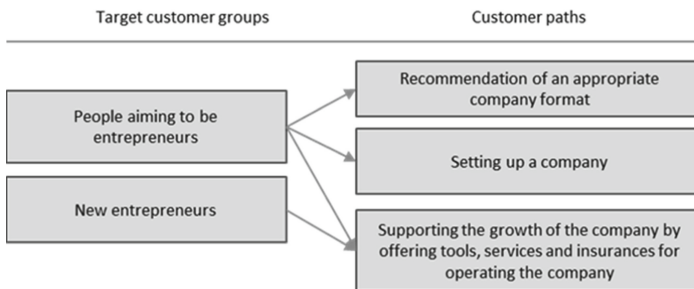 Target customer groups
Customer paths
People aiming to be
entrepreneurs
New entrepreneurs
Recommendation of an appropriate
company format
Setting up a company
Supporting the growth of the company by
offering tools, services and insurances for
operating the company